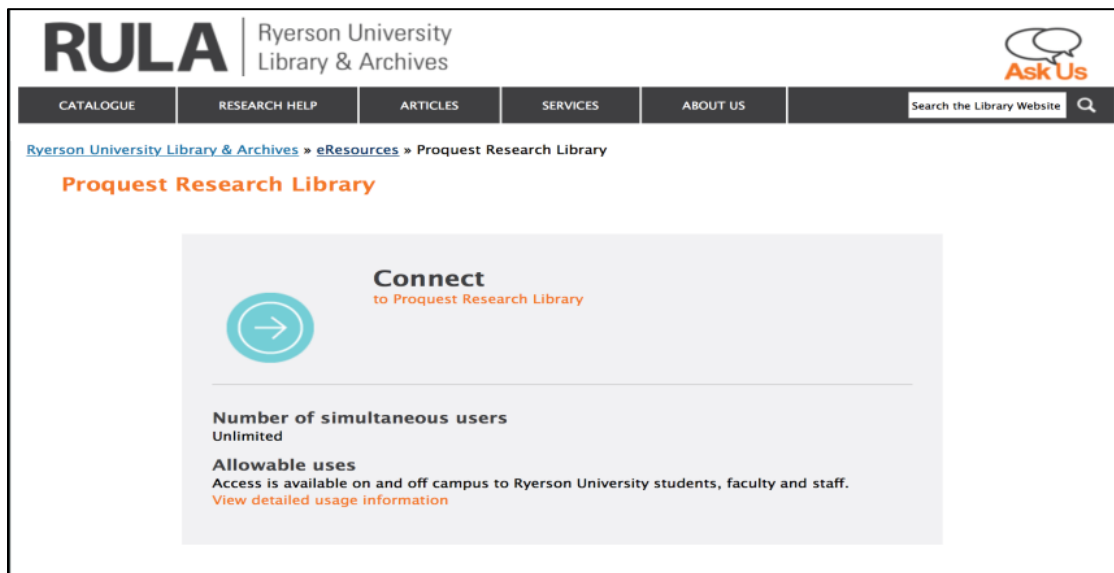 RULA Ryerson University
Library & Archives
Ask Us
CATALOGUE RESEARCH HELP ARTICLES SERVICES ABOUT US Search the Library Website
Ryerson University Library & Archives » eResources » Proquest Research Library
Proquest Research Library
Connect
to Proquest Research Library
Number of simultaneous users
Unlimited
Allowable uses
Access is available on and off campus to Ryerson University students, faculty and staff.
View detailed usage information